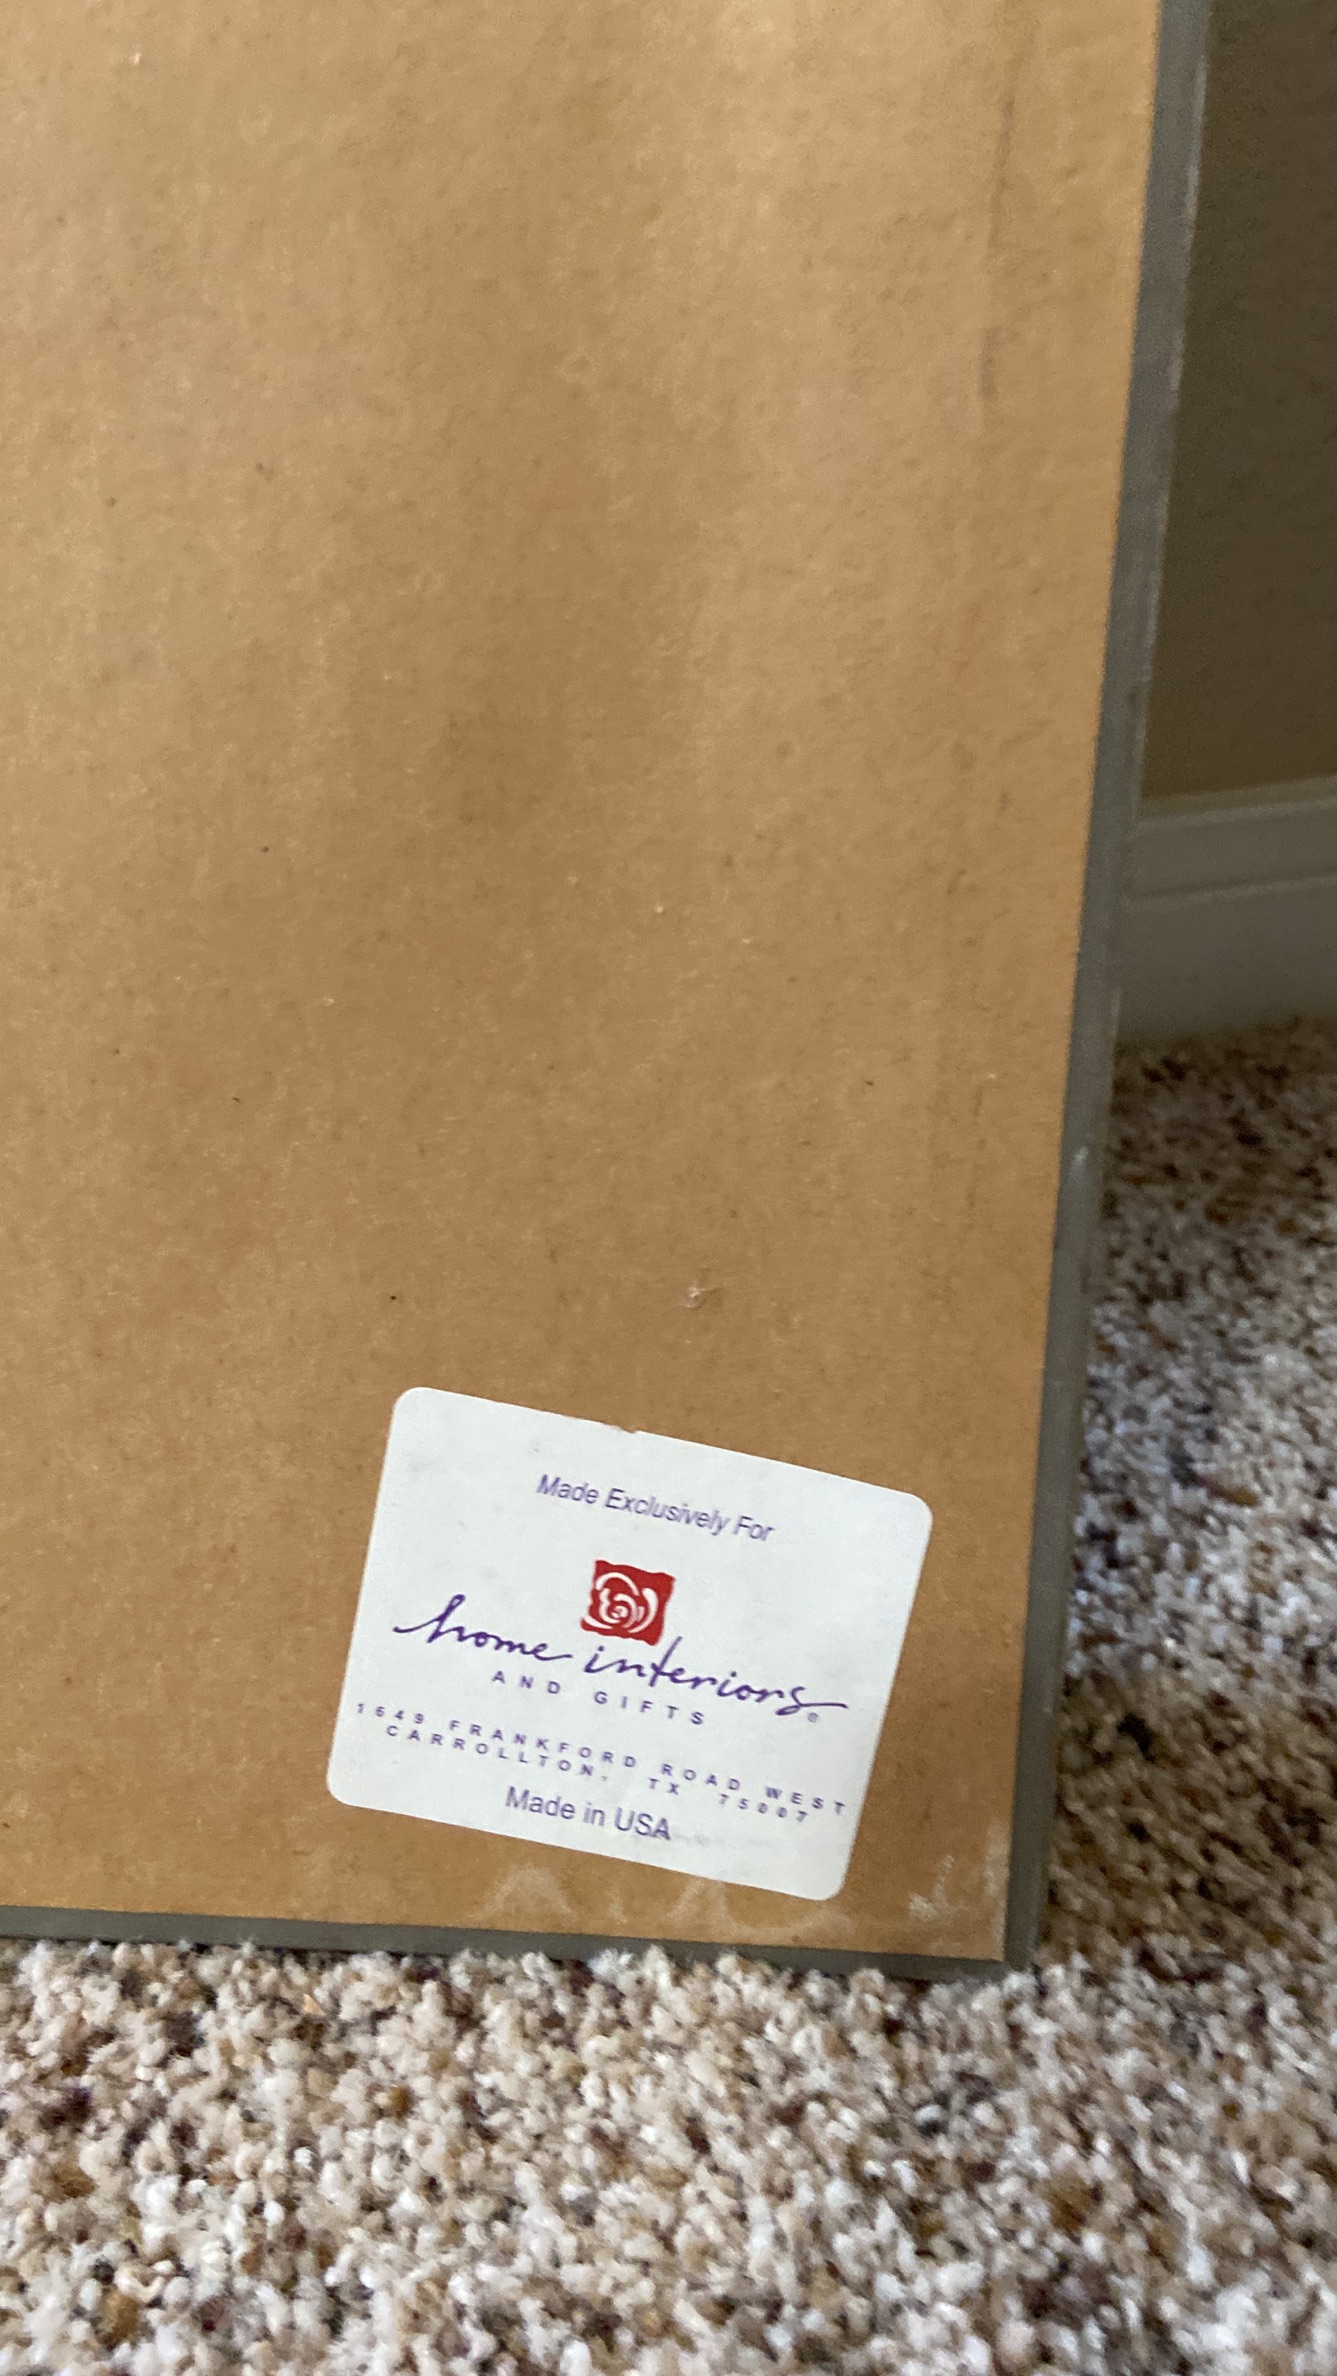 Made Exclusively For
home interiors®
AND GIFTS
1649 FRANKFORD ROAD WEST
CARROLLTON, TX 75007
Made in USA